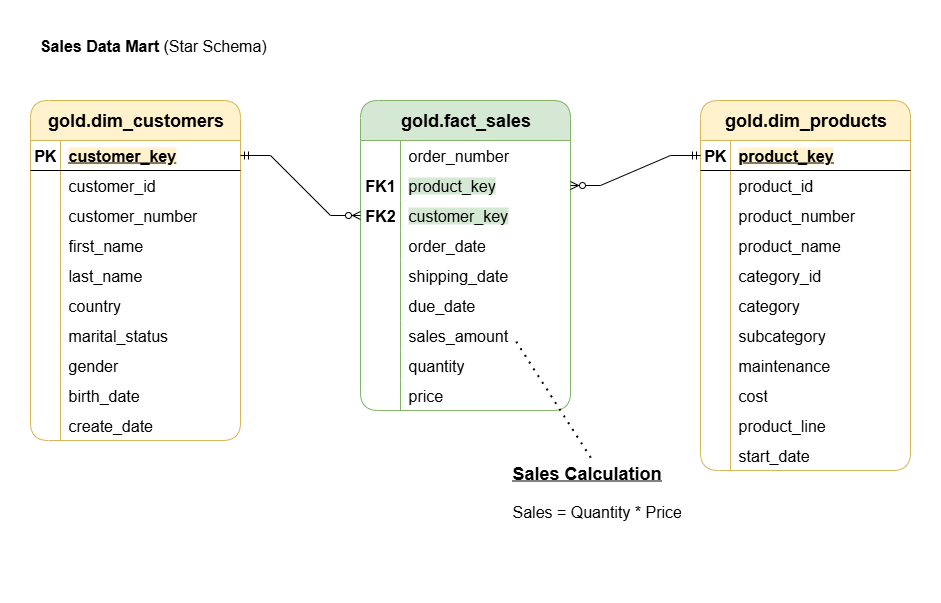 Sales Data Mart (Star Schema)
gold.dim_customers
PK customer_key
customer_id
customer_number
first_name
last_name
country
marital_status
gender
birth_date
create_date
gold.fact_sales
order_number
FK1 product_key
FK2 customer_key
order_date
shipping_date
due_date
sales_amount
quantity
price
gold.dim_products
PK product_key
product_id
product_number
product_name
category_id
category
subcategory
maintenance
cost
product_line
start_date
Sales Calculation
Sales = Quantity * Price